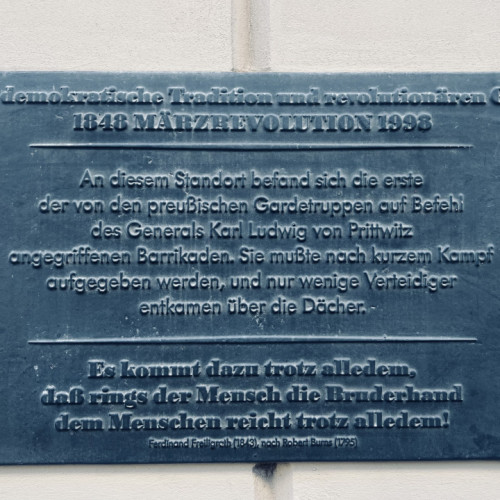 demokratische Tradition und revolutionären
1848 MÄRZREVOLUTION 1998
An diesem Standort befand sich die erste
der von den preußischen Gardetruppen auf Befehl
des Generals Karl Ludwig von Prittwitz
angegriffenen Barrikaden. Sie mußte nach kurzem Kampf
aufgegeben werden, und nur wenige Verteidiger
entkamen über die Dächer.
Es kommt dazu trotz alledem,
daß rings der Mensch die Bruderhand
dem Menschen reicht trotz alledem!
Ferdinand Freiligrath (1843), nach Robert Burns (1795)